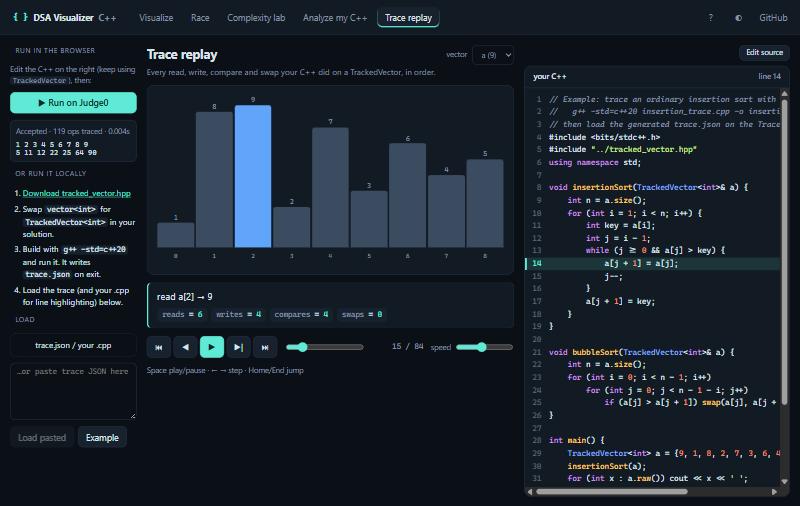 { } DSA Visualizer C++ Visualize Race Complexity lab Analyze my C++ Trace replay ? GitHub
RUN IN THE BROWSER
Edit the C++ on the right (keep using
TrackedVector), then:
▶ Run on Judge0
Accepted · 119 ops traced · 0.004s
1 2 3 4 5 6 7 8 9
5 11 12 22 25 64 90
OR RUN IT LOCALLY
1. Download tracked_vector.hpp
2. Swap vector<int> for
TrackedVector<int> in your
solution.
3. Build with g++ -std=c++20
and run it. It writes
trace.json on exit.
4. Load the trace (and your .cpp
for line highlighting) below.
LOAD
trace.json / your .cpp
…or paste trace JSON here
Load pasted Example
Trace replay
vector a (9)
Every read, write, compare and swap your C++ did on a TrackedVector, in order.
1 8 9 2 7 3 6 4 5
0 1 2 3 4 5 6 7 8
read a[2] → 9
reads = 6 writes = 4 compares = 4 swaps = 0
15 / 84 speed
Space play/pause · ← → step · Home/End jump
Edit source
your C++ line 14
1 // Example: trace an ordinary insertion sort with
2 // g++ -std=c++20 insertion_trace.cpp -o inserti
3 // then load the generated trace.json on the Trace
4 #include <bits/stdc++.h>
5 #include "../tracked_vector.hpp"
6 using namespace std;
7
8 void insertionSort(TrackedVector<int>& a) {
9 int n = a.size();
10 for (int i = 1; i < n; i++) {
11 int key = a[i];
12 int j = i - 1;
13 while (j >= 0 && a[j] > key) {
14 a[j + 1] = a[j];
15 j--;
16 }
17 a[j + 1] = key;
18 }
19 }
20
21 void bubbleSort(TrackedVector<int>& a) {
22 int n = a.size();
23 for (int i = 0; i < n - 1; i++)
24 for (int j = 0; j < n - 1 - i; j++)
25 if (a[j] > a[j + 1]) swap(a[j], a[j +
26 }
27
28 int main() {
29 TrackedVector<int> a = {9, 1, 8, 2, 7, 3, 6, 4
30 insertionSort(a);
31 for (int x : a.raw()) cout << x << ' ';